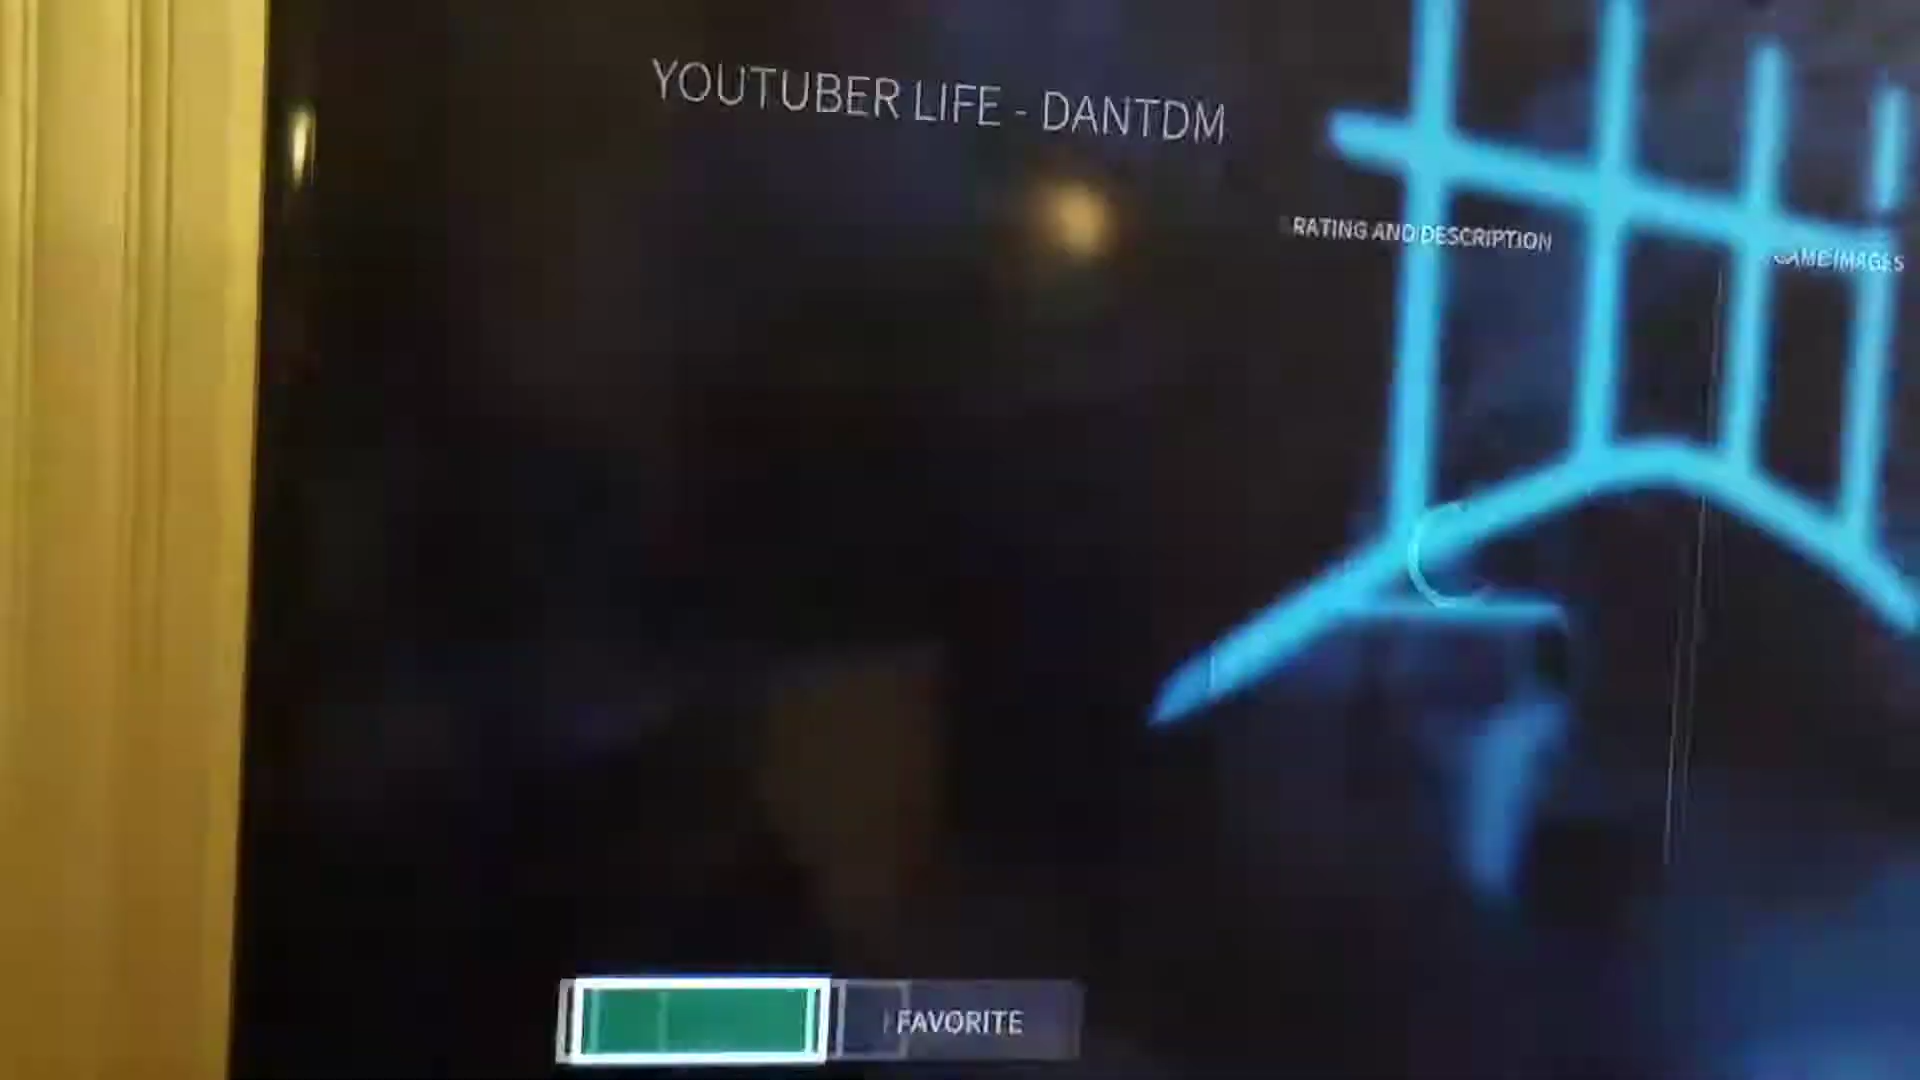 YOUTUBER LIFE - DANTDM
RATING AND DESCRIPTION
GAME IMAGES
FAVORITE